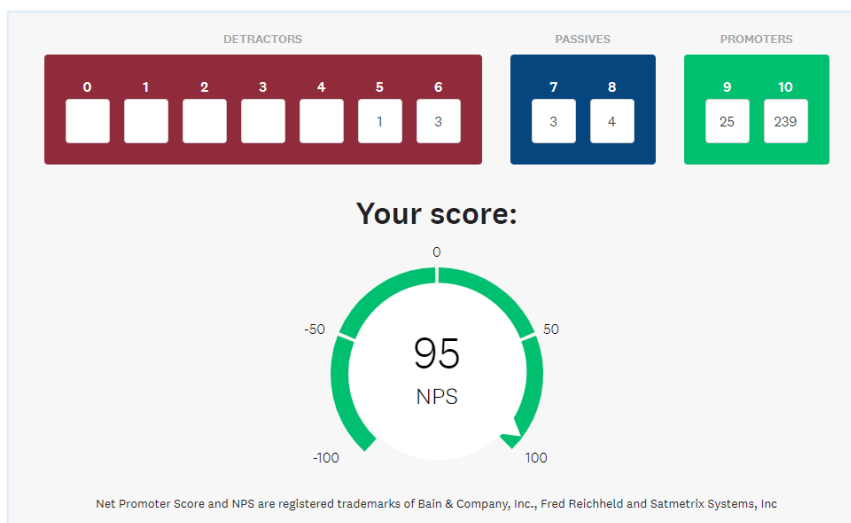 DETRACTORS PASSIVES PROMOTERS
0 1 2 3 4 5 6 7 8 9 10
1 3 3 4 25 239
Your score:
0
-50 50
95
NPS
-100 100
Net Promoter Score and NPS are registered trademarks of Bain & Company, Inc., Fred Reichheld and Satmetrix Systems, Inc